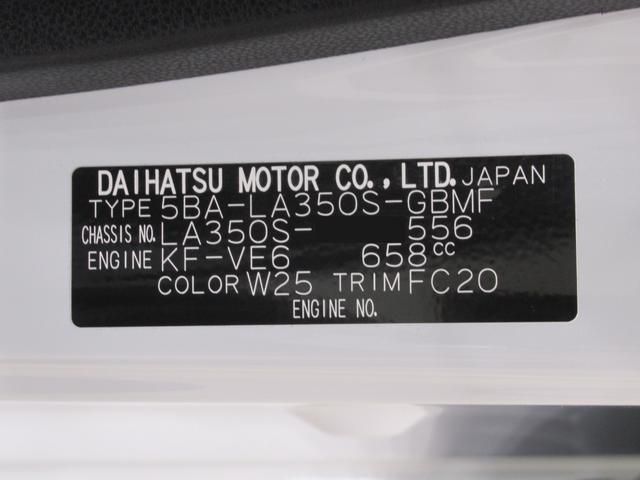 DAIHATSU MOTOR CO., LTD. JAPAN
TYPE 5BA-LA350S-GBMF
CHASSIS NO. LA350S- 556
ENGINE KF-VE6 658cc
COLOR W25 TRIM FC20
ENGINE NO.